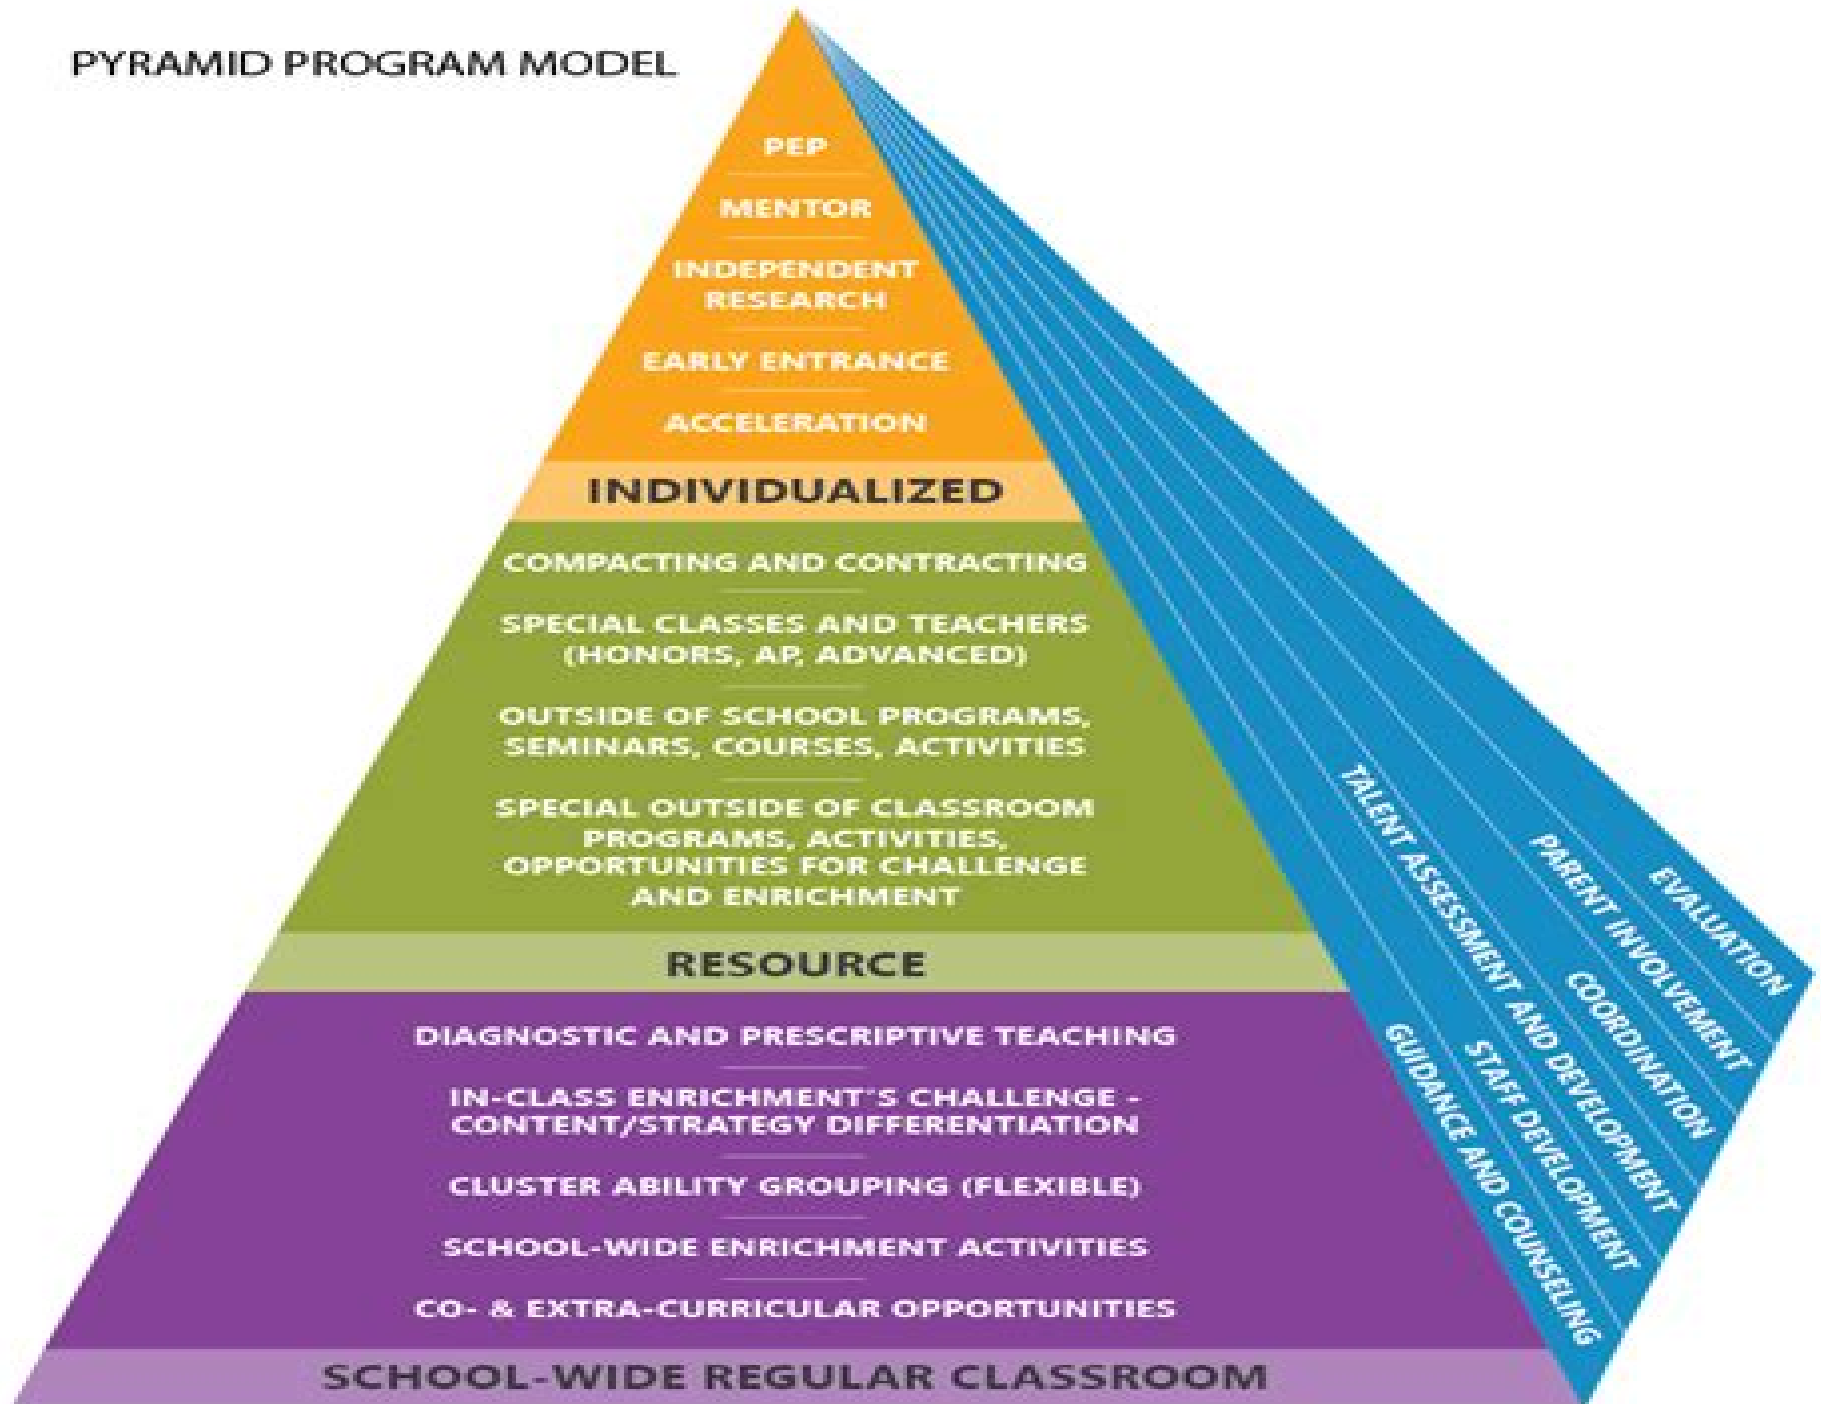 PYRAMID PROGRAM MODEL
PEP
MENTOR
INDEPENDENT
RESEARCH
EARLY ENTRANCE
ACCELERATION
INDIVIDUALIZED
COMPACTING AND CONTRACTING
SPECIAL CLASSES AND TEACHERS
(HONORS, AP, ADVANCED)
OUTSIDE OF SCHOOL PROGRAMS,
SEMINARS, COURSES, ACTIVITIES
SPECIAL OUTSIDE OF CLASSROOM
PROGRAMS, ACTIVITIES,
OPPORTUNITIES FOR CHALLENGE
AND ENRICHMENT
RESOURCE
DIAGNOSTIC AND PRESCRIPTIVE TEACHING
IN-CLASS ENRICHMENT'S CHALLENGE -
CONTENT/STRATEGY DIFFERENTIATION
CLUSTER ABILITY GROUPING (FLEXIBLE)
SCHOOL-WIDE ENRICHMENT ACTIVITIES
CO- & EXTRA-CURRICULAR OPPORTUNITIES
SCHOOL-WIDE REGULAR CLASSROOM
GUIDANCE AND COUNSELING
STAFF DEVELOPMENT
TALENT ASSESSMENT AND DEVELOPMENT
COORDINATION
PARENT INVOLVEMENT
EVALUATION